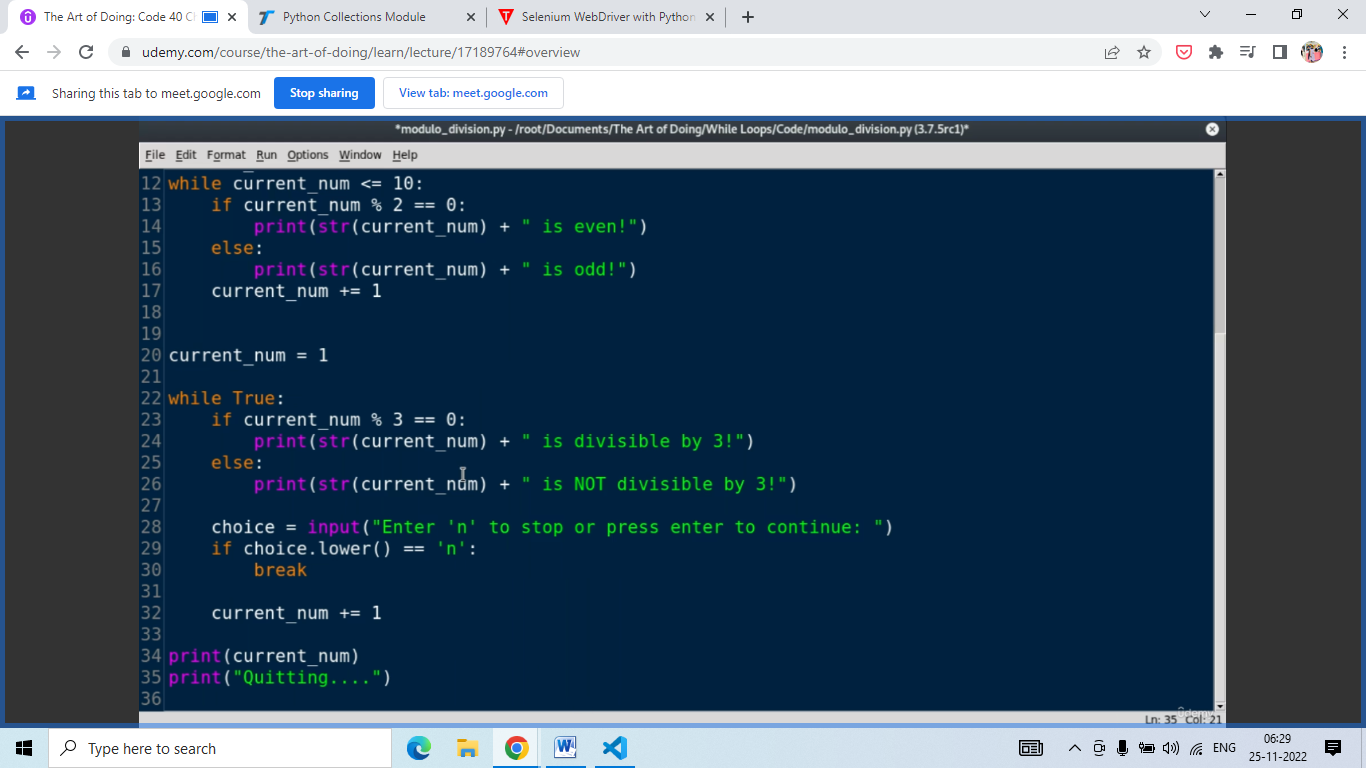 The Art of Doing: Code 40 C
Python Collections Module
Selenium WebDriver with Python
udemy.com/course/the-art-of-doing/learn/lecture/17189764#overview
Sharing this tab to meet.google.com
Stop sharing
View tab: meet.google.com
*modulo_division.py - /root/Documents/The Art of Doing/While Loops/Code/modulo_division.py (3.7.5rc1)*
File Edit Format Run Options Window Help
12 while current_num <= 10:
13     if current_num % 2 == 0:
14         print(str(current_num) + " is even!")
15     else:
16         print(str(current_num) + " is odd!")
17     current_num += 1
18
19
20 current_num = 1
21
22 while True:
23     if current_num % 3 == 0:
24         print(str(current_num) + " is divisible by 3!")
25     else:
26         print(str(current_num) + " is NOT divisible by 3!")
27
28     choice = input("Enter 'n' to stop or press enter to continue: ")
29     if choice.lower() == 'n':
30         break
31
32     current_num += 1
33
34 print(current_num)
35 print("Quitting....")
36
Udemy
Ln: 35 Col: 21
Type here to search
ENG
06:29
25-11-2022